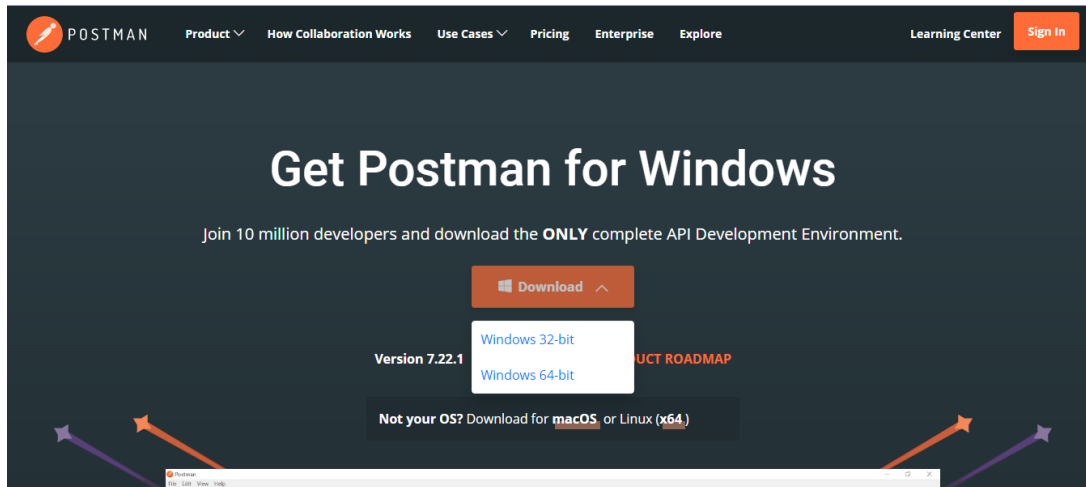 POSTMAN Product How Collaboration Works Use Cases Pricing Enterprise Explore Learning Center Sign In
Get Postman for Windows
Join 10 million developers and download the ONLY complete API Development Environment.
Download
Windows 32-bit
Version 7.22.1 UCT ROADMAP
Windows 64-bit
Not your OS? Download for macOS or Linux (x64)
Postman
File Edit View Help